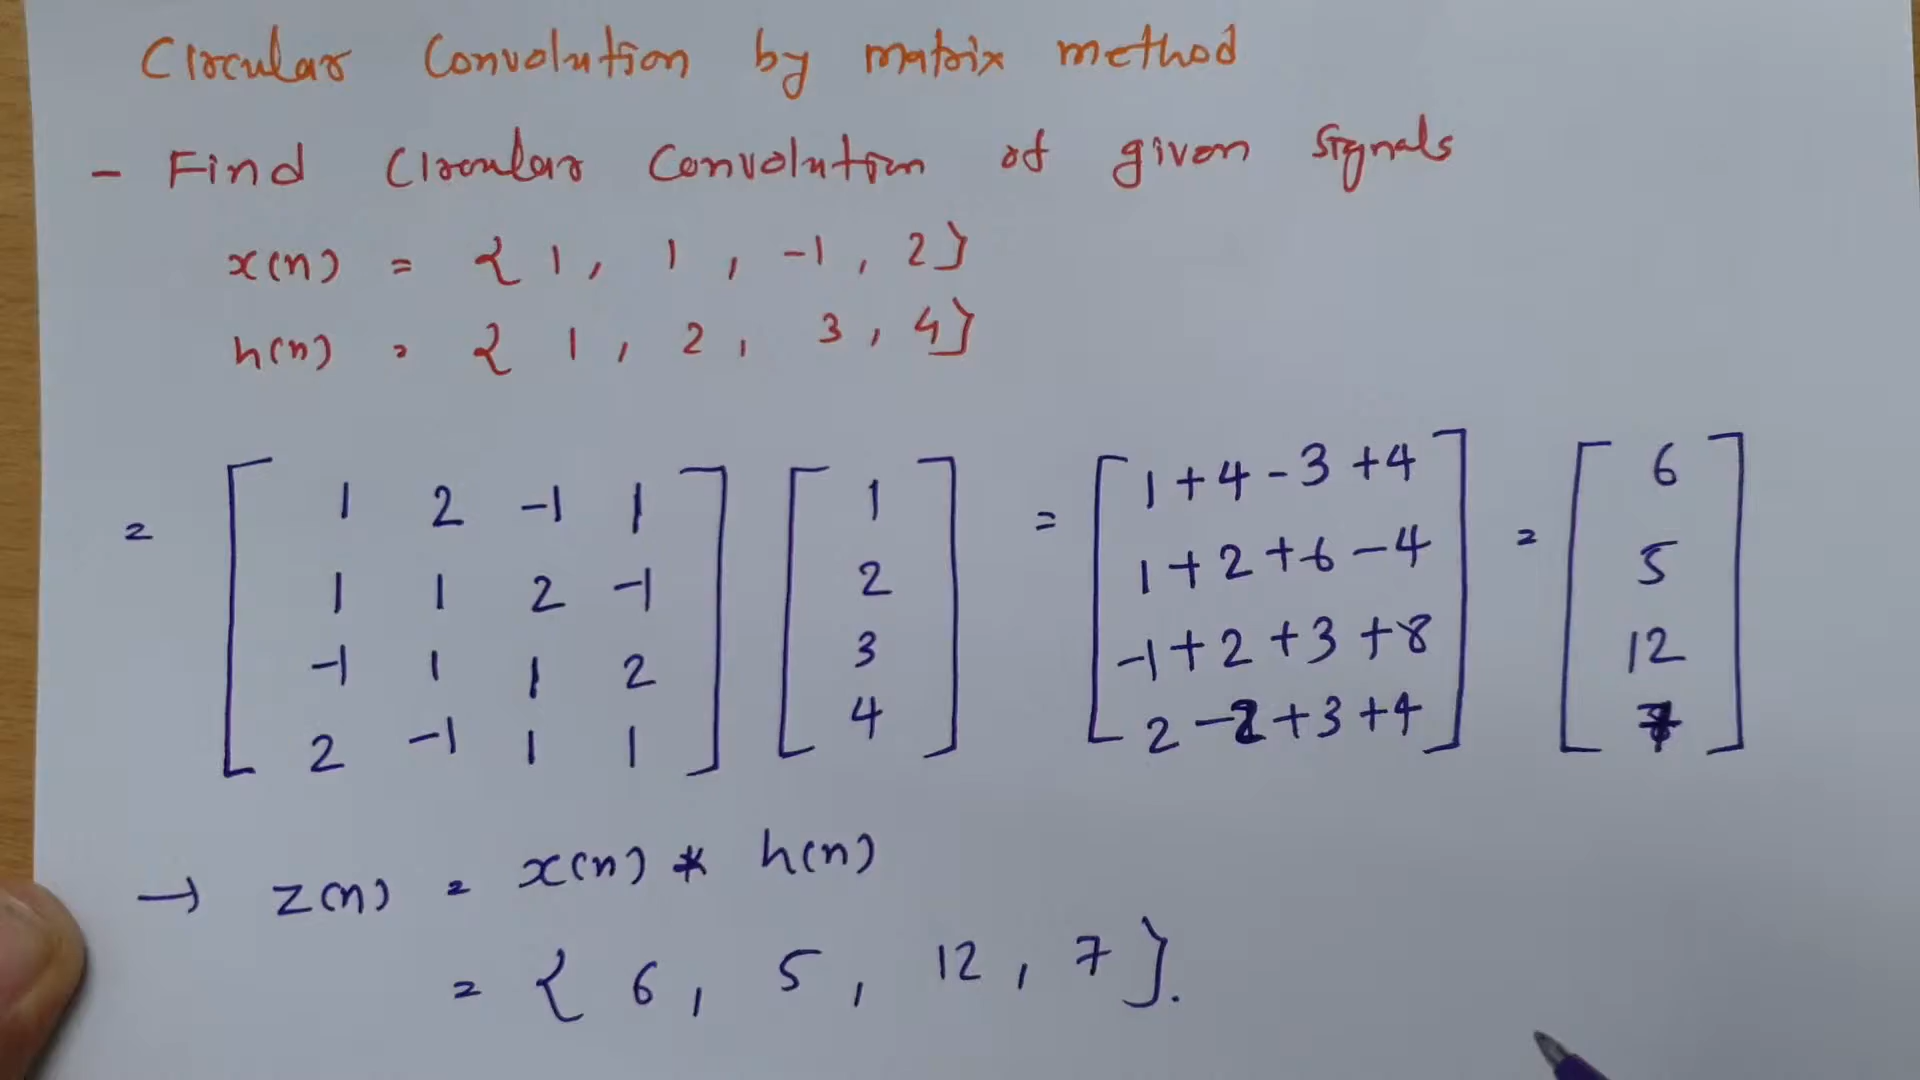 Circular Convolution by matrix method
- Find Circular Convolution of given signals
x(n) = { 1, 1, -1, 2}
h(n) = { 1, 2, 3, 4}
= [ 1 2 -1 1 ] [ 1 ] = [ 1+4-3+4 ] = [ 6 ]
[ 1 1 2 -1 ] [ 2 ] [ 1+2+6-4 ] [ 5 ]
[ -1 1 1 2 ] [ 3 ] [ -1+2+3+8 ] [ 12 ]
[ 2 -1 1 1 ] [ 4 ] [ 2-2+3+4 ] [ 7 ]
→ z(n) = x(n) * h(n)
= { 6, 5, 12, 7 }.